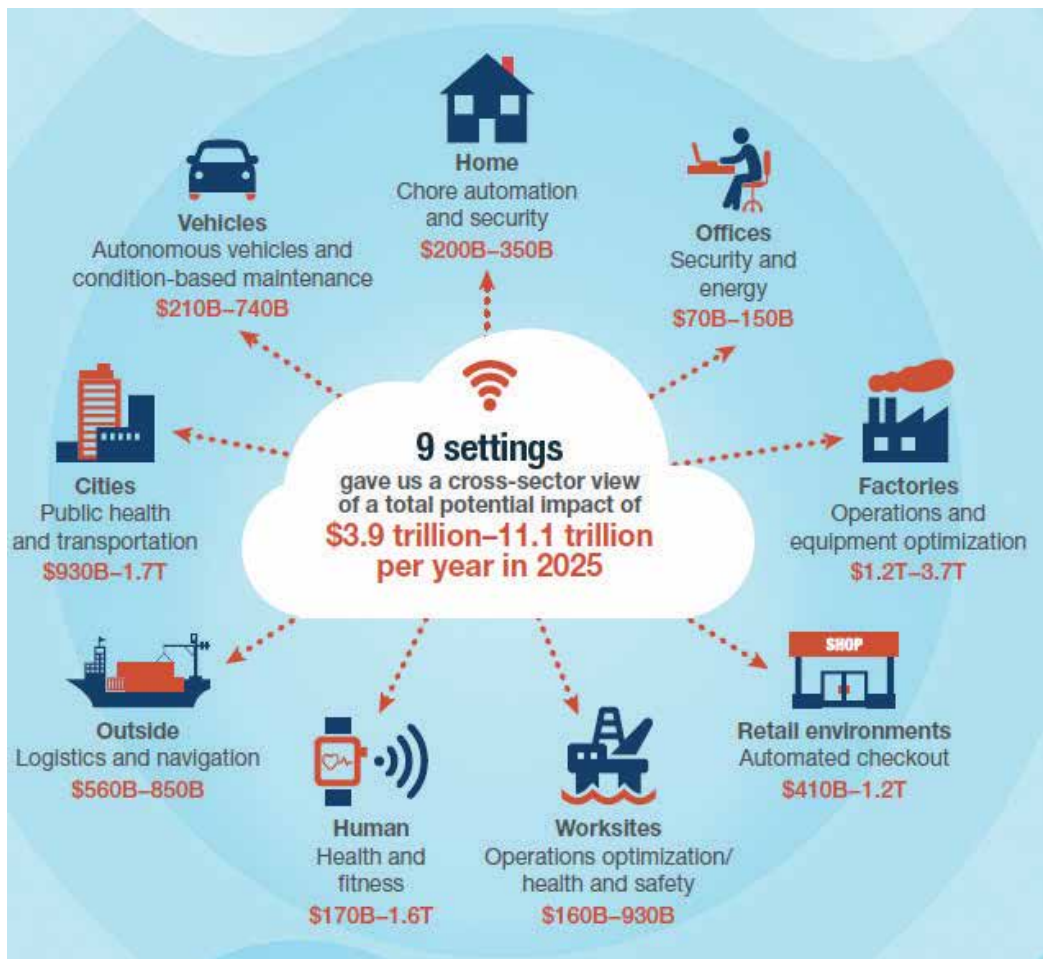 Home
Chore automation
and security
$200B–350B
Vehicles
Autonomous vehicles and
condition-based maintenance
$210B–740B
Offices
Security and
energy
$70B–150B
9 settings
gave us a cross-sector view
of a total potential impact of
$3.9 trillion–11.1 trillion
per year in 2025
Cities
Public health
and transportation
$930B–1.7T
Factories
Operations and
equipment optimization
$1.2T–3.7T
Outside
Logistics and navigation
$560B–850B
SHOP
Retail environments
Automated checkout
$410B–1.2T
Human
Health and
fitness
$170B–1.6T
Worksites
Operations optimization/
health and safety
$160B–930B